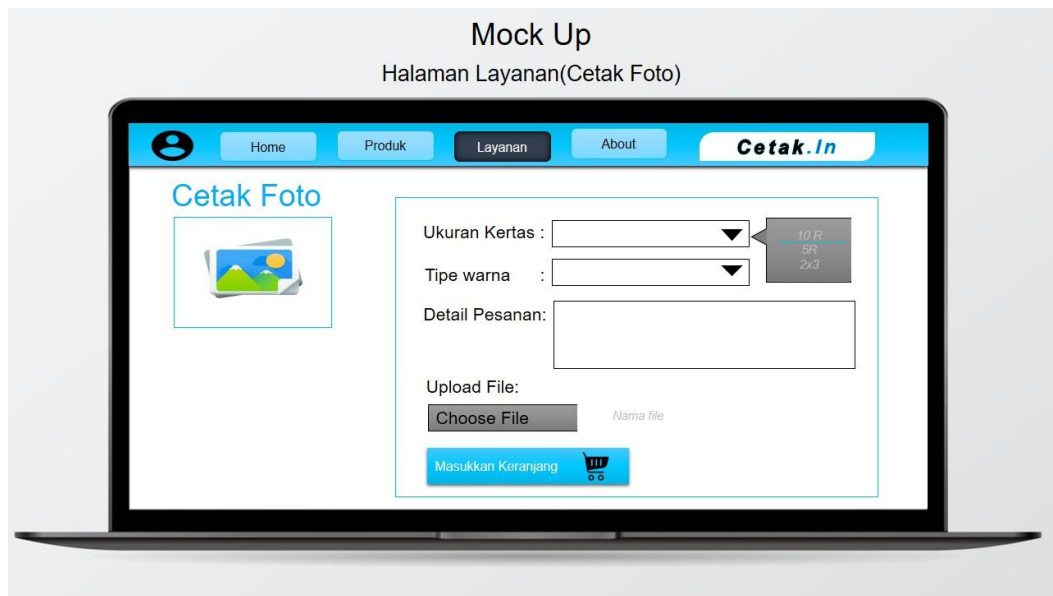 Mock Up
Halaman Layanan(Cetak Foto)
Home Produk Layanan About Cetak.In
Cetak Foto
Ukuran Kertas :
10 R
5R
2x3
Tipe warna :
Detail Pesanan:
Upload File:
Choose File Nama file
Masukkan Keranjang